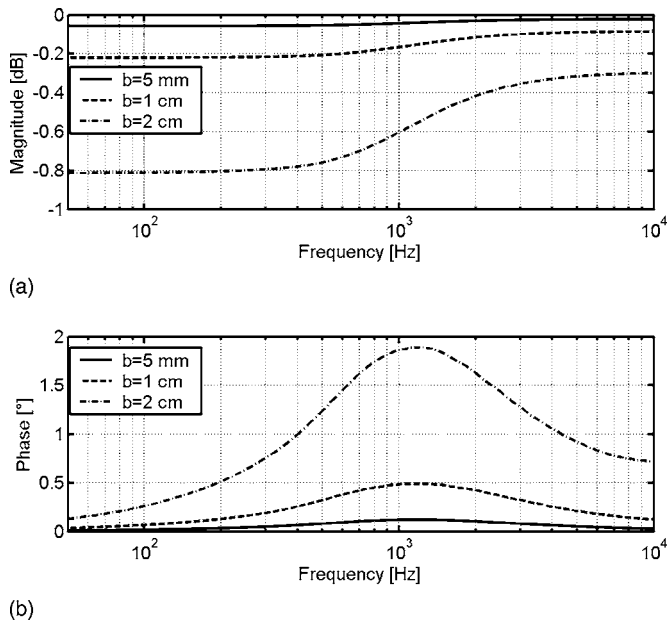 0
-0.2
-0.4
-0.6
-0.8
-1
Magnitude [dB]
b=5 mm
b=1 cm
b=2 cm
10²
10³
10⁴
Frequency [Hz]
(a)
2
1.5
1
0.5
0
Phase [°]
b=5 mm
b=1 cm
b=2 cm
10²
10³
10⁴
Frequency [Hz]
(b)